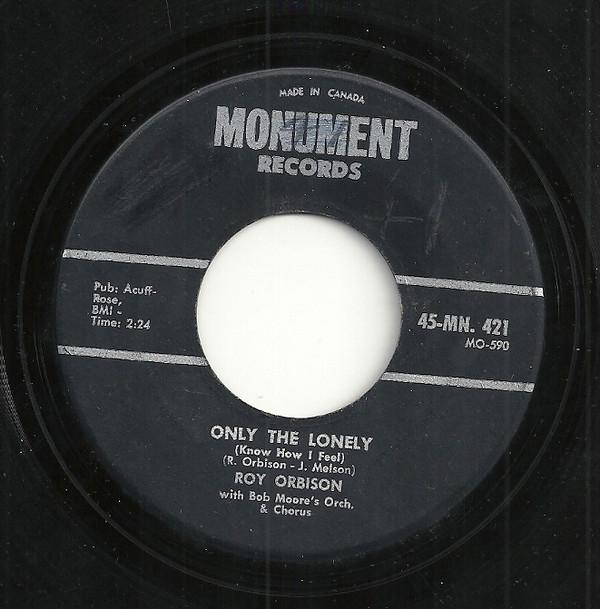 MADE IN CANADA
MONUMENT
RECORDS
Pub: Acuff-
Rose,
BMI -
Time: 2:24
45-MN. 421
MO-590
ONLY THE LONELY
(Know How I Feel)
(R. Orbison - J. Melson)
ROY ORBISON
with Bob Moore's Orch.
& Chorus